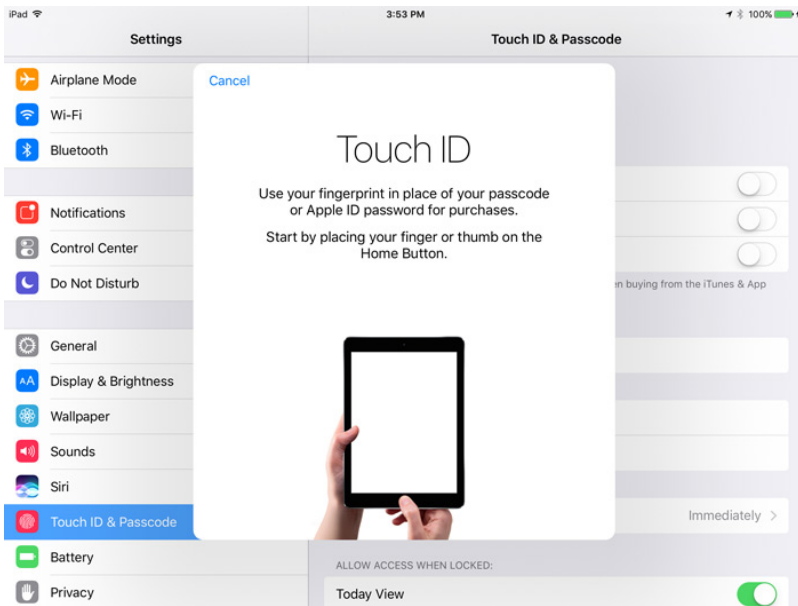 iPad 3:53 PM 100%
Settings
Touch ID & Passcode
Airplane Mode
Wi-Fi
Bluetooth
Notifications
Control Center
Do Not Disturb
General
AA Display & Brightness
Wallpaper
Sounds
Siri
Touch ID & Passcode
Battery
Privacy
Cancel
Touch ID
Use your fingerprint in place of your passcode
or Apple ID password for purchases.
Start by placing your finger or thumb on the
Home Button.
buying from the iTunes & App
Immediately >
ALLOW ACCESS WHEN LOCKED:
Today View